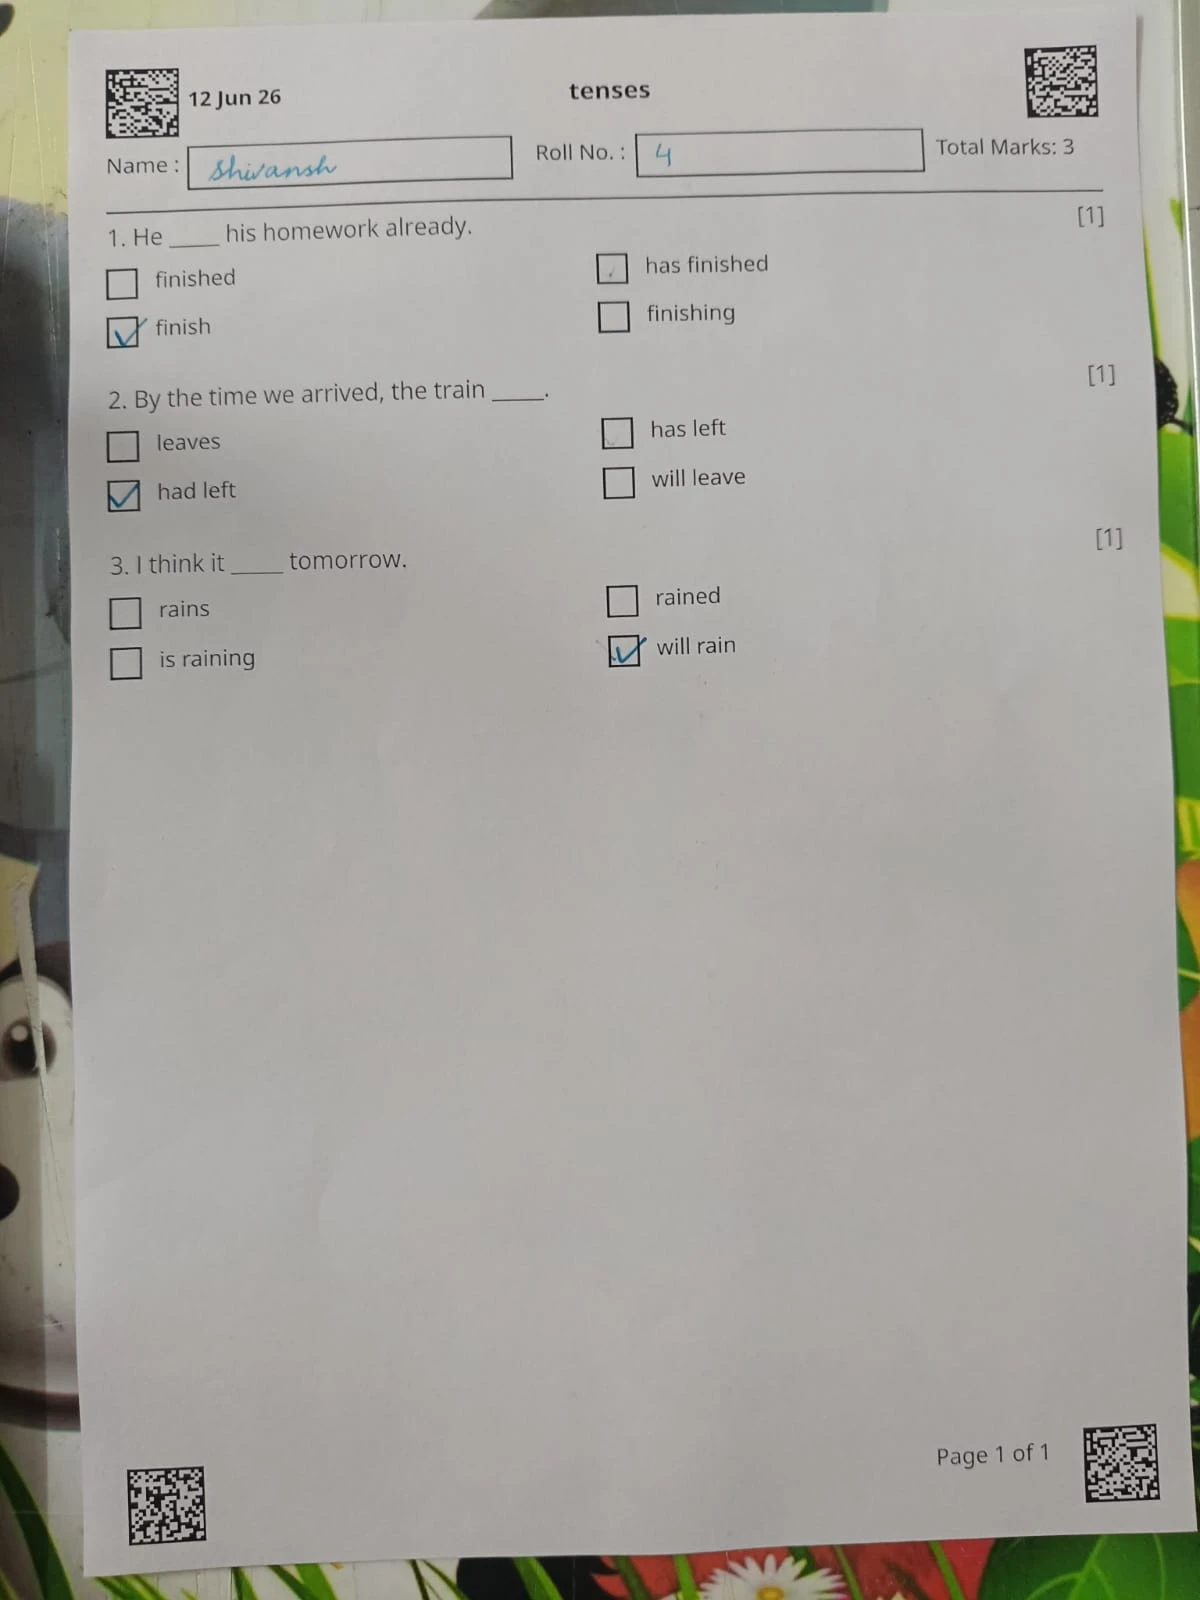 12 Jun 26
tenses
Name : Shivansh
Roll No. : 4
Total Marks: 3
1. He ____ his homework already. [1]
finished
has finished
finish
finishing
2. By the time we arrived, the train ____. [1]
leaves
has left
had left
will leave
3. I think it ____ tomorrow. [1]
rains
rained
is raining
will rain
Page 1 of 1